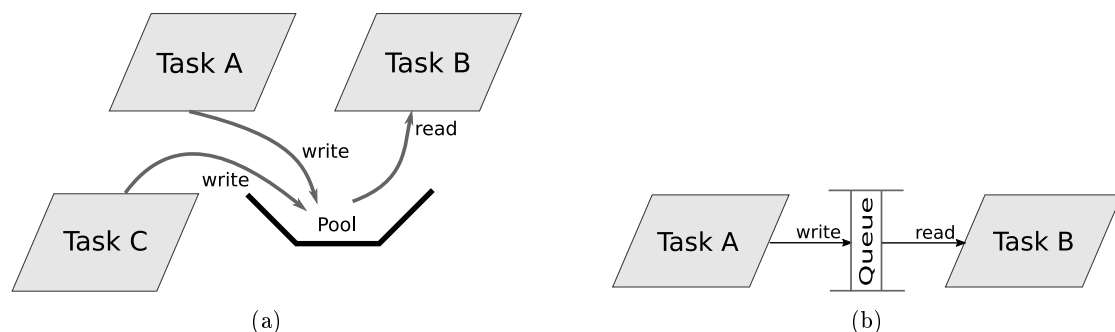 Task A
Task B
write
read
write
Task C
Pool
(a)
Task A
write
Queue
read
Task B
(b)